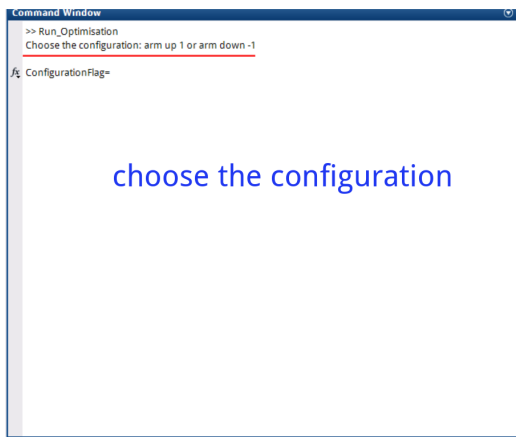 Command Window
>> Run_Optimisation
Choose the configuration: arm up 1 or arm down -1
fx ConfigurationFlag=
choose the configuration